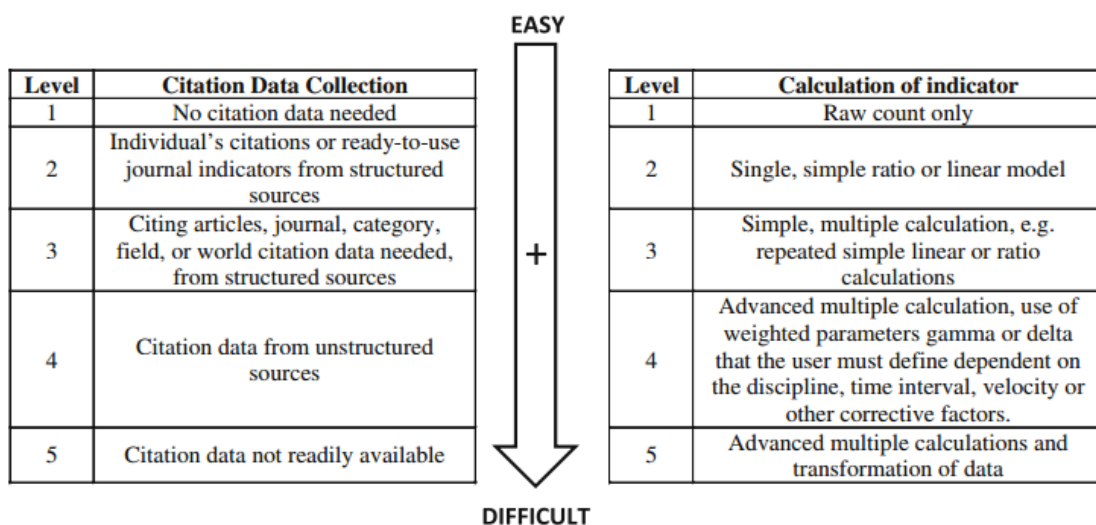 EASY
Level Citation Data Collection
1 No citation data needed
Individual's citations or ready-to-use
2 journal indicators from structured
sources
Citing articles, journal, category,
3 field, or world citation data needed,
from structured sources
4 Citation data from unstructured
sources
5 Citation data not readily available
+
Level Calculation of indicator
1 Raw count only
2 Single, simple ratio or linear model
Simple, multiple calculation, e.g.
3 repeated simple linear or ratio
calculations
Advanced multiple calculation, use of
weighted parameters gamma or delta
4 that the user must define dependent on
the discipline, time interval, velocity or
other corrective factors.
5 Advanced multiple calculations and
transformation of data
DIFFICULT